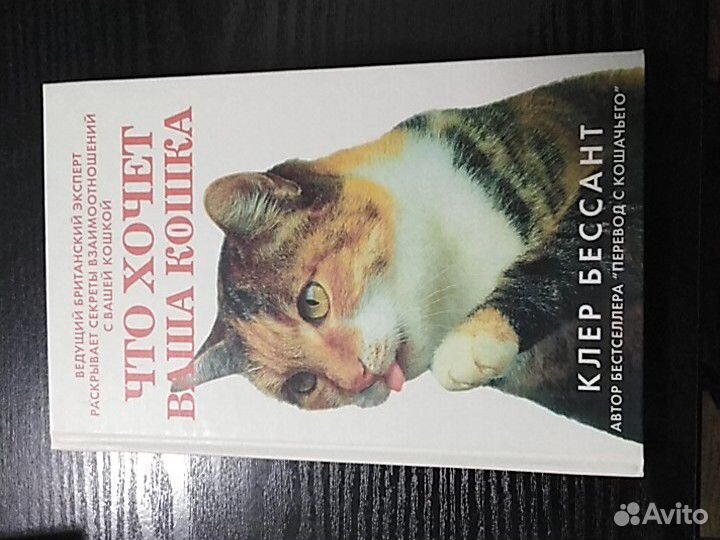 ВЕДУЩИЙ БРИТАНСКИЙ ЭКСПЕРТ
РАСКРЫВАЕТ СЕКРЕТЫ ВЗАИМООТНОШЕНИЙ
С ВАШЕЙ КОШКОЙ
ЧТО ХОЧЕТ
ВАША КОШКА
КЛЕР БЕССАНТ
АВТОР БЕСТСЕЛЛЕРА "ПЕРЕВОД С КОШАЧЬЕГО"
Avito